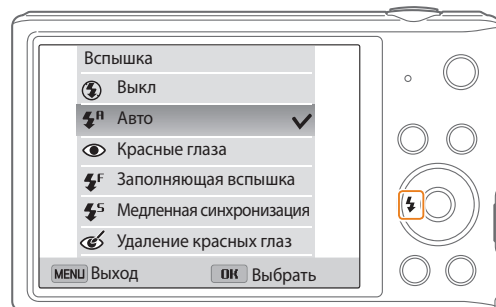 Вспышка
Выкл
Авто
Красные глаза
Заполняющая вспышка
Медленная синхронизация
Удаление красных глаз
MENU Выход OK Выбрать